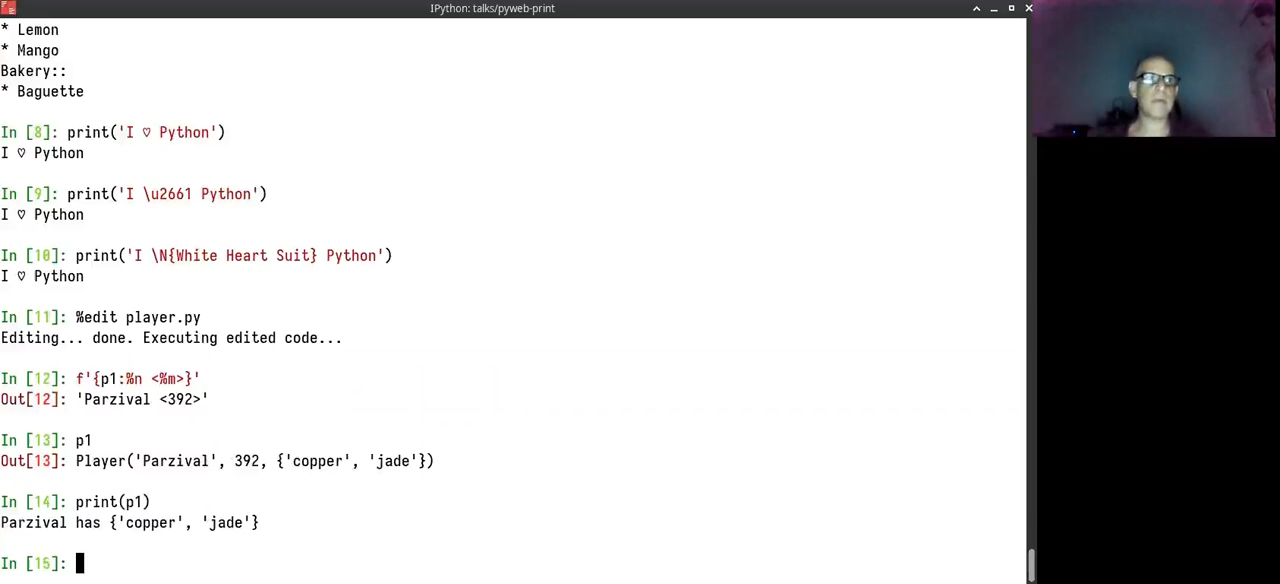 IPython: talks/pyweb-print
* Lemon
* Mango
Bakery::
* Baguette
In [8]: print('I ♡ Python')
I ♡ Python
In [9]: print('I \u2661 Python')
I ♡ Python
In [10]: print('I \N{White Heart Suit} Python')
I ♡ Python
In [11]: %edit player.py
Editing... done. Executing edited code...
In [12]: f'{p1:%n <%m>}'
Out[12]: 'Parzival <392>'
In [13]: p1
Out[13]: Player('Parzival', 392, {'copper', 'jade'})
In [14]: print(p1)
Parzival has {'copper', 'jade'}
In [15]: